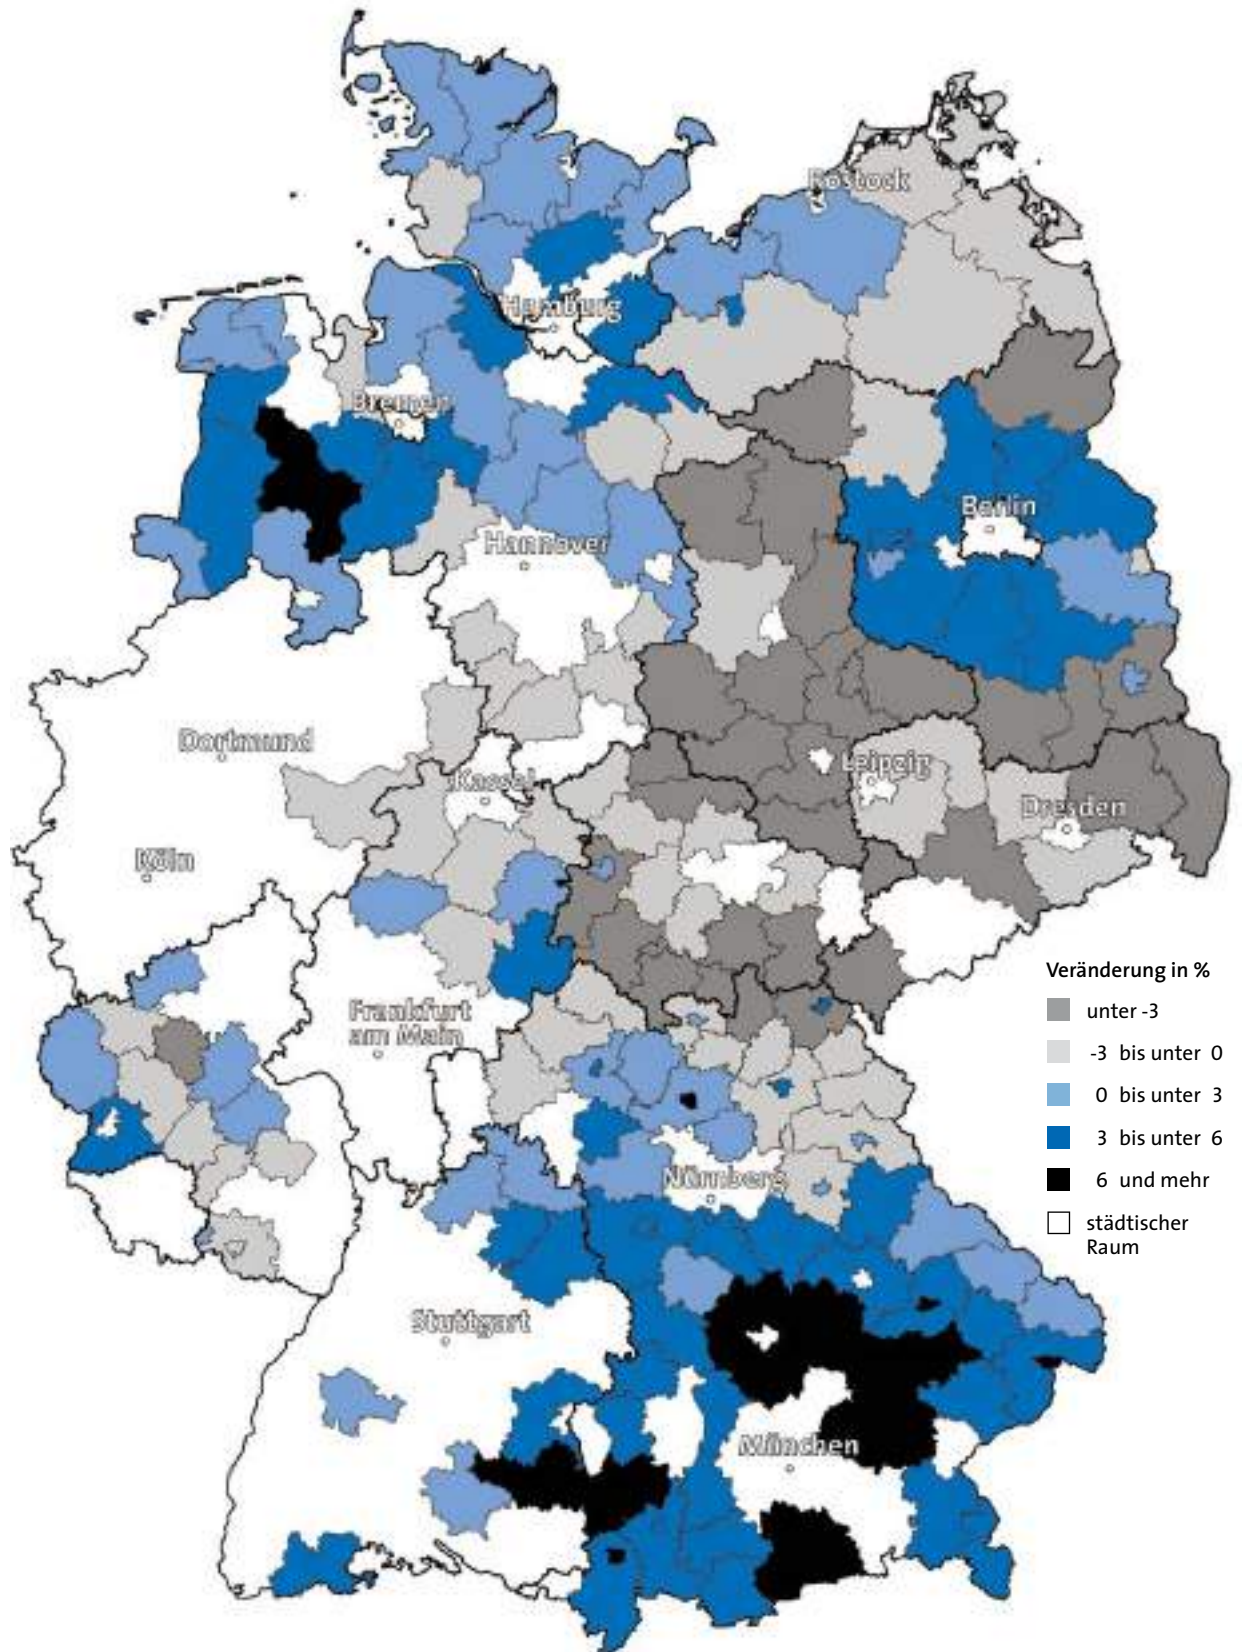 Rostock
Hamburg
Bremen
Berlin
Hannover
Dortmund
Leipzig
Kassel
Dresden
Köln
Veränderung in %
Frankfurt
am Main
unter -3
-3 bis unter 0
0 bis unter 3
3 bis unter 6
6 und mehr
Nürnberg
städtischer
Raum
Stuttgart
München